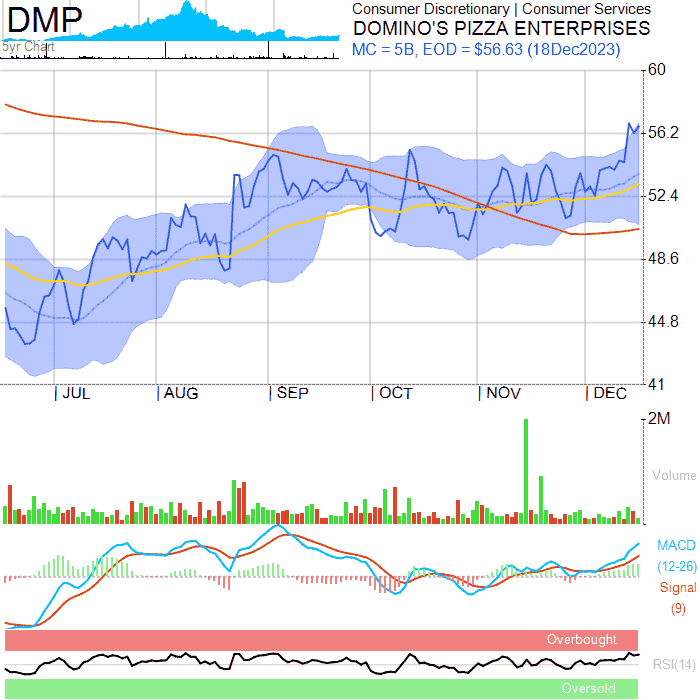 DMP
5yr Chart
Consumer Discretionary | Consumer Services
DOMINO'S PIZZA ENTERPRISES
MC = 5B, EOD = $56.63 (18Dec2023)
60
56.2
52.4
48.6
44.8
41
JUL
AUG
SEP
OCT
NOV
DEC
2M
Volume
MACD
(12-26)
Signal
(9)
Overbought
RSI(14)
Oversold